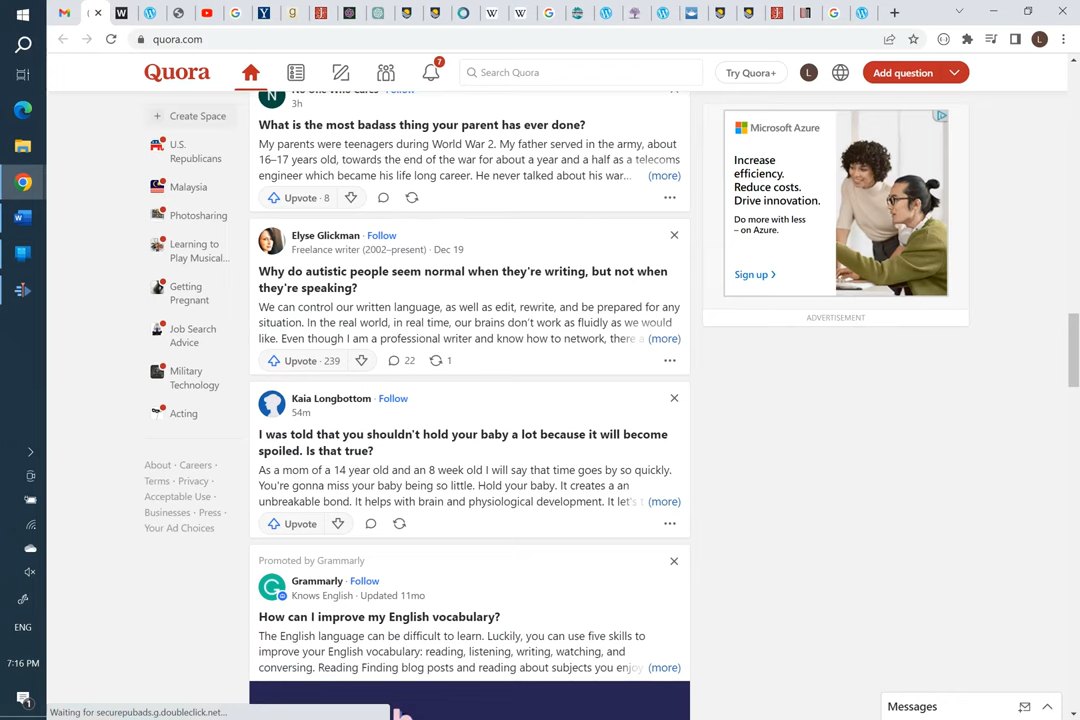 quora.com
Quora
7
Search Quora
Try Quora+
L
Add question
L
Create Space
U.S.
Republicans
Malaysia
Photosharing
Learning to
Play Musical...
Getting
Pregnant
Job Search
Advice
Military
Technology
Acting
About · Careers ·
Terms · Privacy ·
Acceptable Use ·
Businesses · Press ·
Your Ad Choices
N
No One Who Cares · Follow
3h
What is the most badass thing your parent has ever done?
My parents were teenagers during World War 2. My father served in the army, about
16–17 years old, towards the end of the war for about a year and a half as a telecoms
engineer which became his life long career. He never talked about his war... (more)
Upvote · 8
Elyse Glickman · Follow
Freelance writer (2002–present) · Dec 19
Why do autistic people seem normal when they're writing, but not when
they're speaking?
We can control our written language, as well as edit, rewrite, and be prepared for any
situation. In the real world, in real time, our brains don't work as fluidly as we would
like. Even though I am a professional writer and know how to network, there a (more)
Upvote · 239 22 1
Kaia Longbottom · Follow
54m
I was told that you shouldn't hold your baby a lot because it will become
spoiled. Is that true?
As a mom of a 14 year old and an 8 week old I will say that time goes by so quickly.
You're gonna miss your baby being so little. Hold your baby. It creates a an
unbreakable bond. It helps with brain and physiological development. It let's t (more)
Upvote
Promoted by Grammarly
Grammarly · Follow
Knows English · Updated 11mo
How can I improve my English vocabulary?
The English language can be difficult to learn. Luckily, you can use five skills to
improve your English vocabulary: reading, listening, writing, watching, and
conversing. Reading Finding blog posts and reading about subjects you enjoy (more)
Microsoft Azure
Increase
efficiency.
Reduce costs.
Drive innovation.
Do more with less
– on Azure.
Sign up
ADVERTISEMENT
Messages
ENG
7:16 PM
1
Waiting for securepubads.g.doubleclick.net...